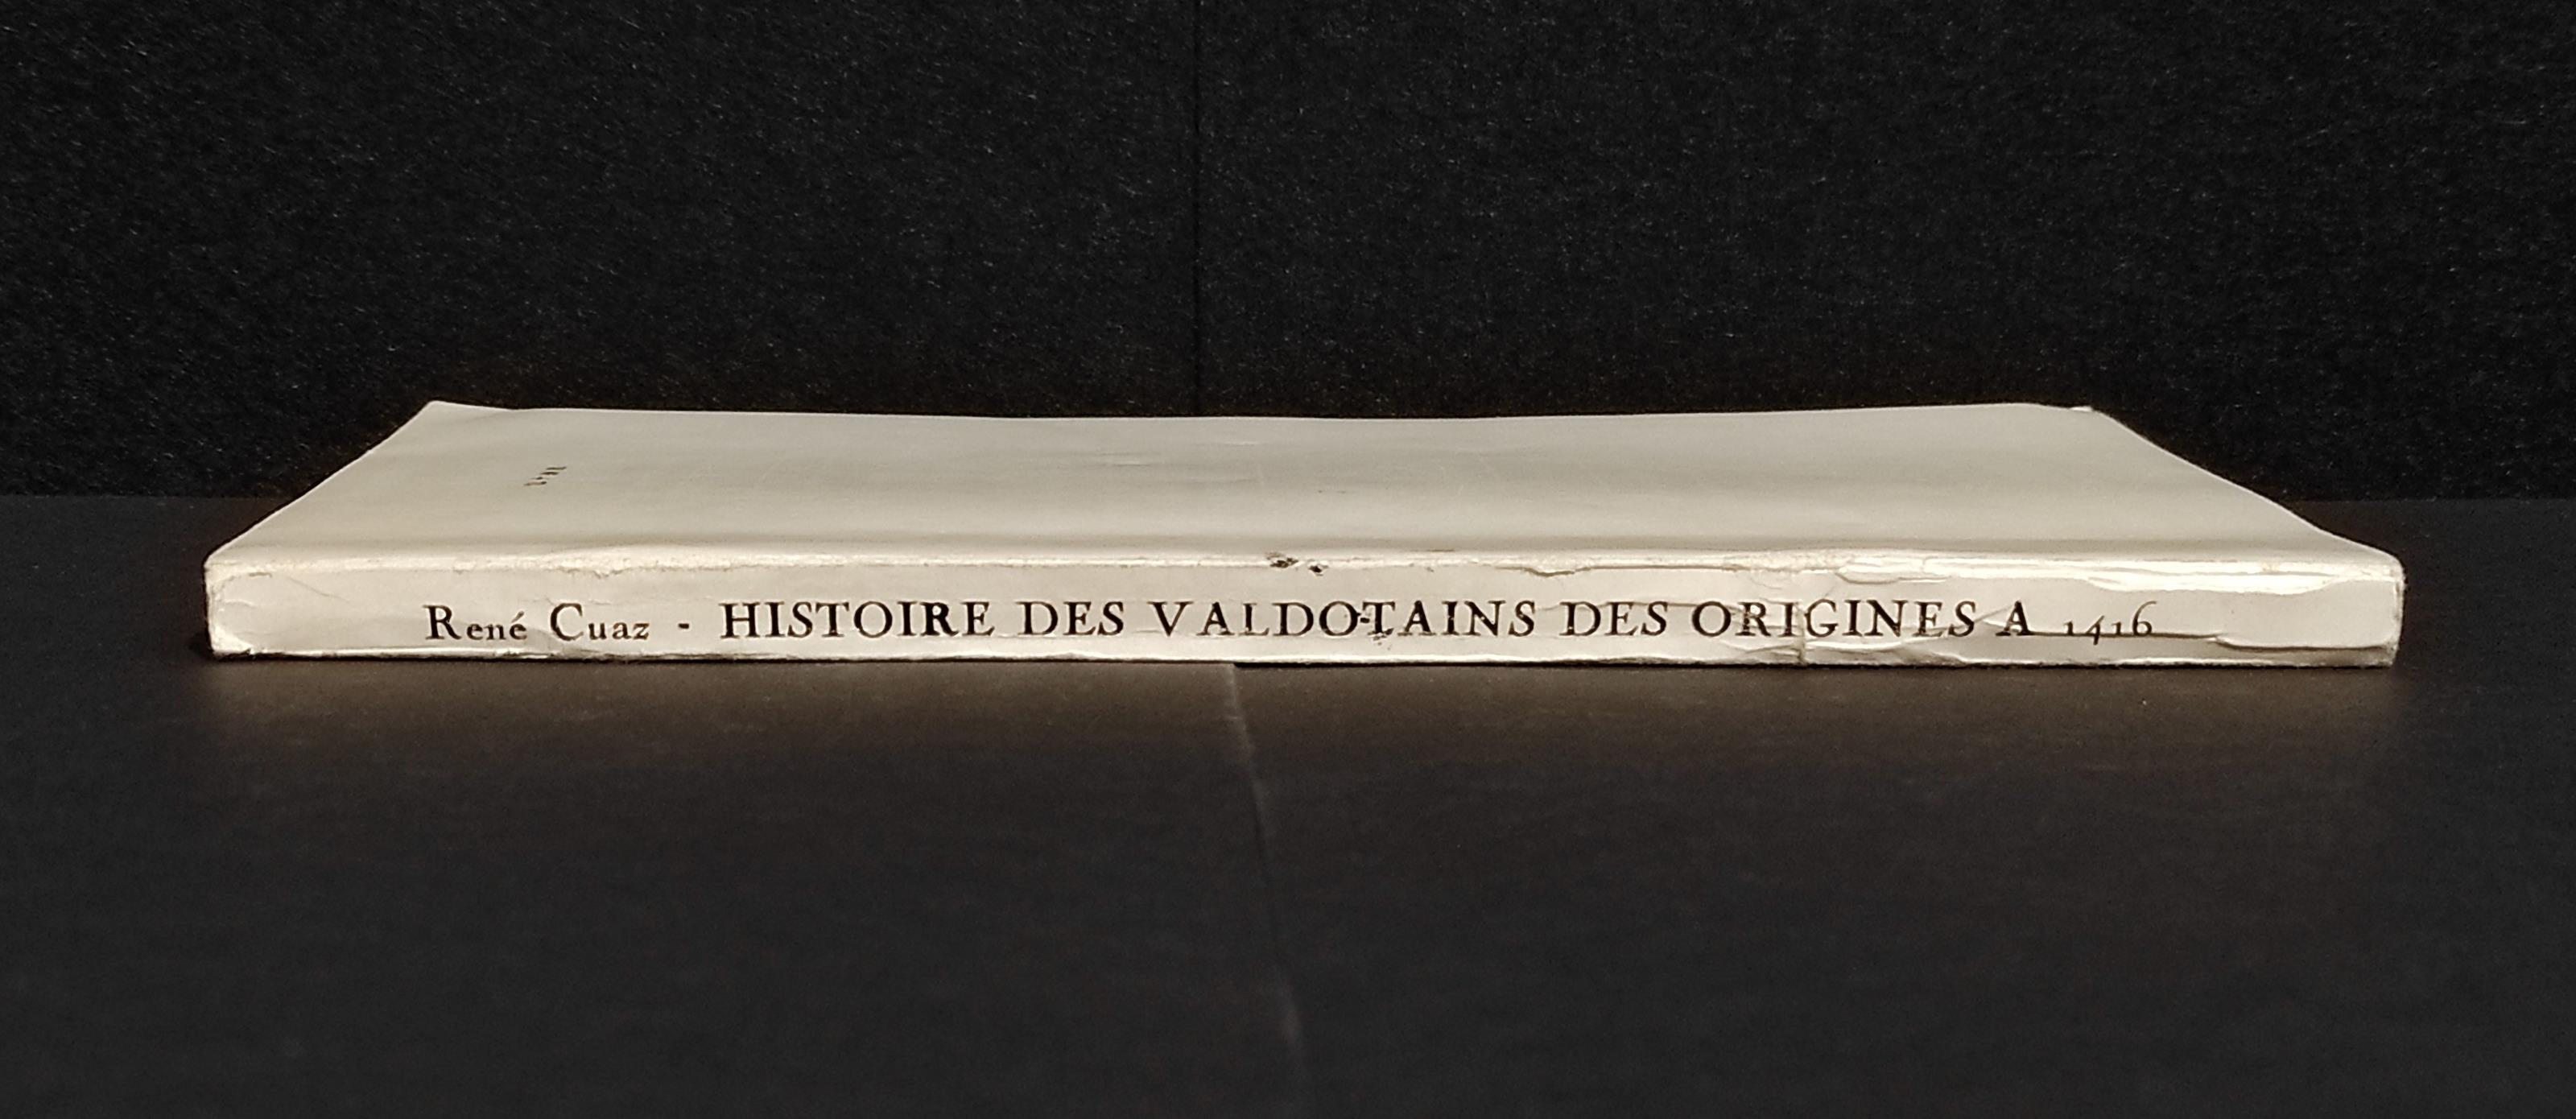 René Cuaz - HISTOIRE DES VALDOTAINS DES ORIGINES A 1416